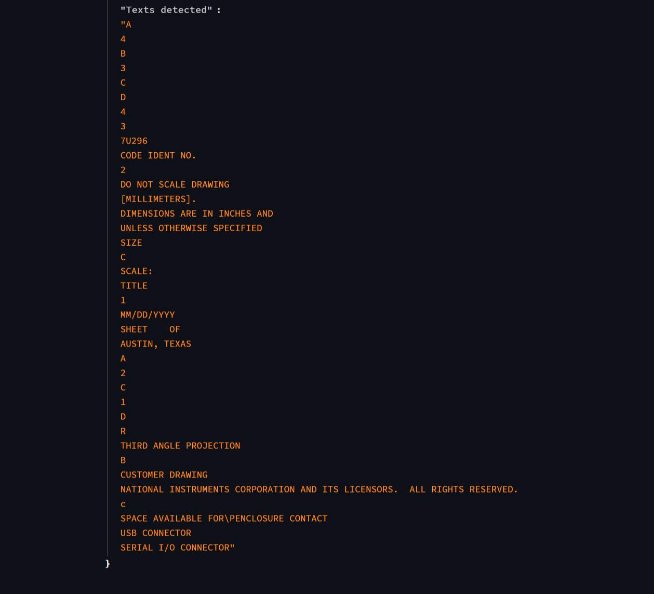 "Texts detected" :
"A
4
B
3
C
D
4
3
7U296
CODE IDENT NO.
2
DO NOT SCALE DRAWING
[MILLIMETERS].
DIMENSIONS ARE IN INCHES AND
UNLESS OTHERWISE SPECIFIED
SIZE
C
SCALE:
TITLE
1
MM/DD/YYYY
SHEET    OF
AUSTIN, TEXAS
A
2
C
1
D
R
THIRD ANGLE PROJECTION
B
CUSTOMER DRAWING
NATIONAL INSTRUMENTS CORPORATION AND ITS LICENSORS.  ALL RIGHTS RESERVED.
c
SPACE AVAILABLE FOR\PENCLOSURE CONTACT
USB CONNECTOR
SERIAL I/O CONNECTOR"
}